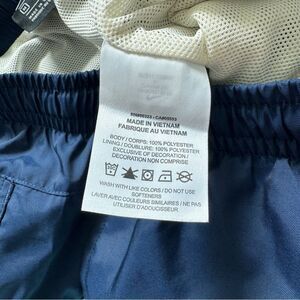 MADE IN VIETNAM
FABRIQUE AU VIETNAM
BODY / CORPS: 100% POLYESTER
LINING / DOUBLURE: 100% POLYESTER
EXCLUSIVE OF DECORATION /
DECORATION NON COMPRISE
WASH WITH LIKE COLORS / DO NOT USE
SOFTENERS
LAVER AVEC COULEURS SIMILAIRES / NE PAS
UTILISER D'ADOUCISSEUR